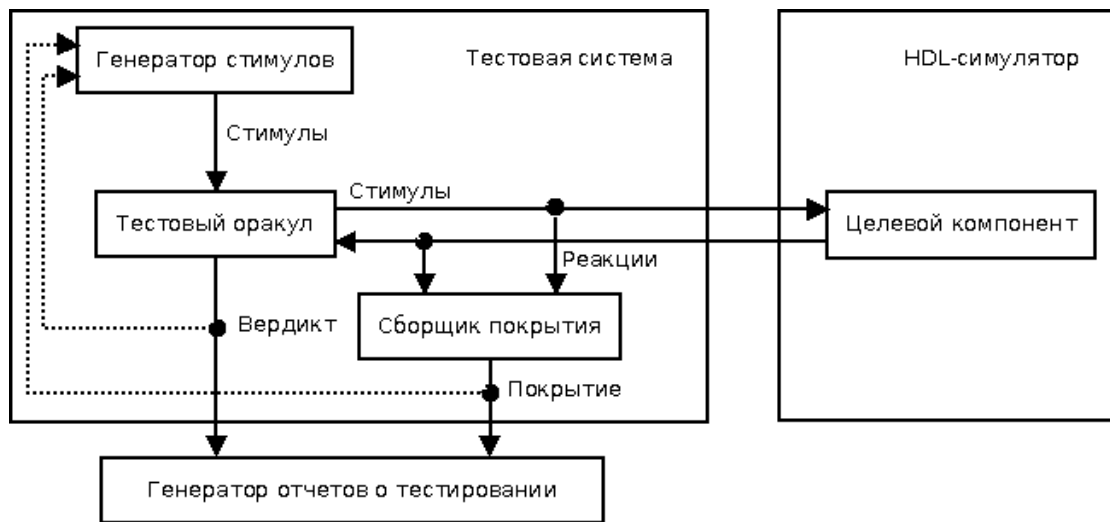 Генератор стимулов
Тестовая система
HDL-симулятор
Стимулы
Стимулы
Тестовый оракул
Целевой компонент
Реакции
Вердикт
Сборщик покрытия
Покрытие
Генератор отчетов о тестировании